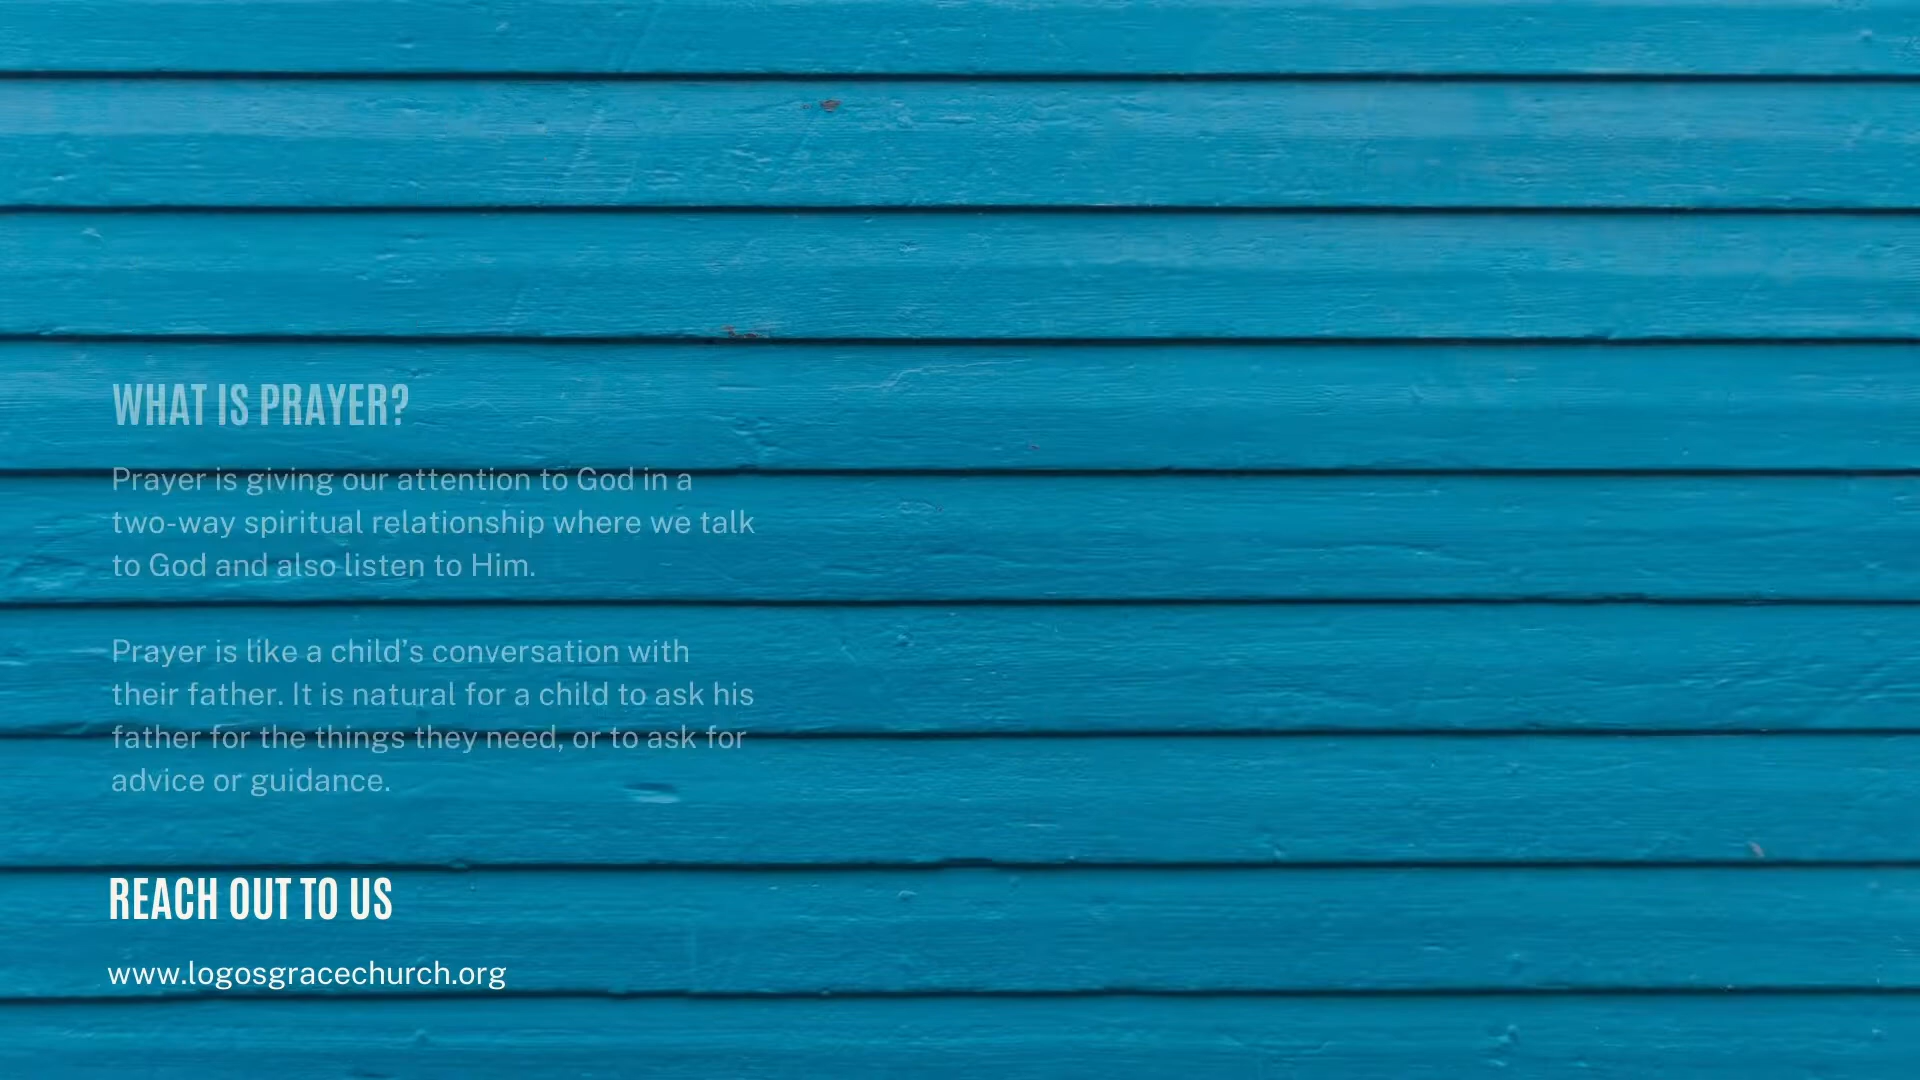 WHAT IS PRAYER?
Prayer is giving our attention to God in a
two-way spiritual relationship where we talk
to God and also listen to Him.
Prayer is like a child’s conversation with
their father. It is natural for a child to ask his
father for the things they need, or to ask for
advice or guidance.
REACH OUT TO US
www.logosgracechurch.org